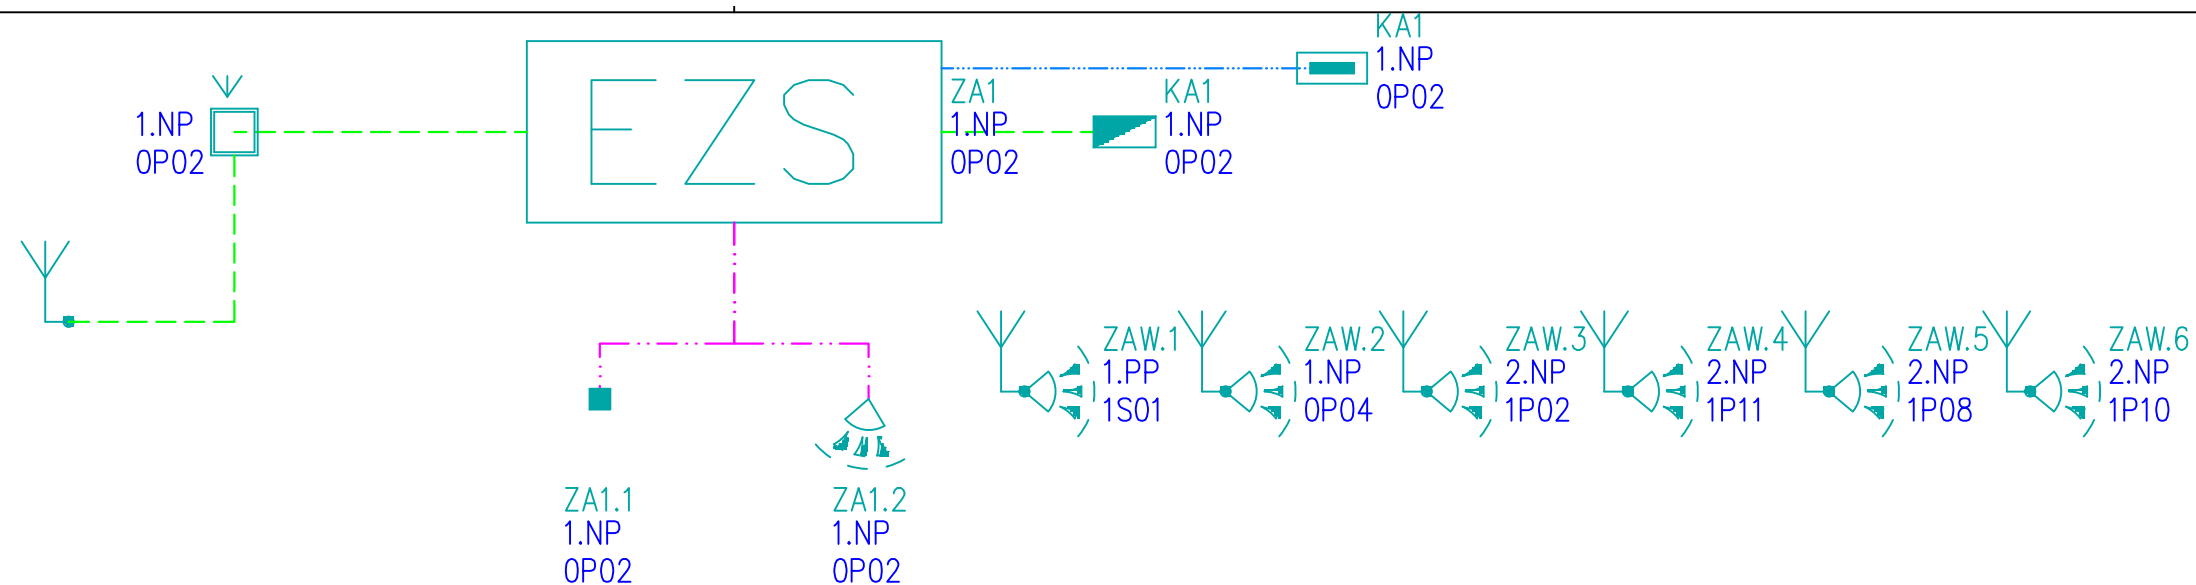 KA1
1.NP
0P02
EZS
ZA1
1.NP
0P02
KA1
1.NP
0P02
1.NP
0P02
ZAW.1
1.PP
1S01
ZAW.2
1.NP
0P04
ZAW.3
2.NP
1P02
ZAW.4
2.NP
1P11
ZAW.5
2.NP
1P08
ZAW.6
2.NP
1P10
ZA1.1
1.NP
0P02
ZA1.2
1.NP
0P02